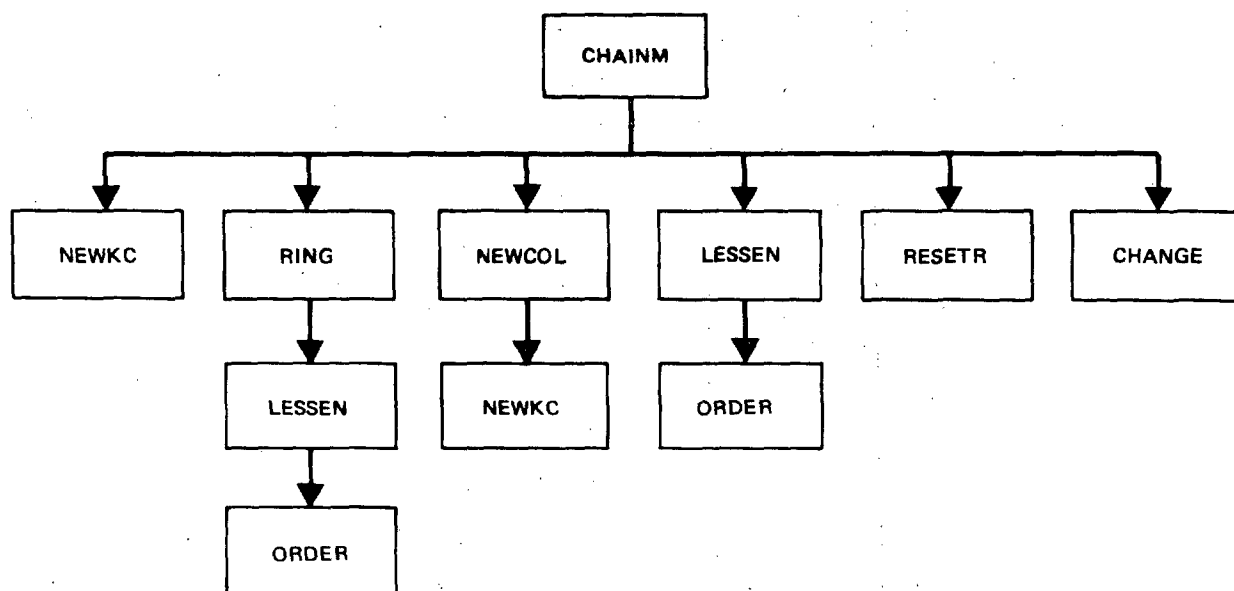 CHAINM
NEWKC RING NEWCOL LESSEN RESETR CHANGE
LESSEN NEWKC ORDER
ORDER